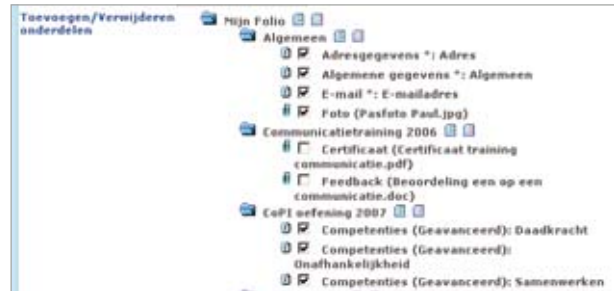 Toevoegen/Verwijderen
onderdelen
Mijn Folio
Algemeen
Adresgegevens *: Adres
Algemene gegevens *: Algemeen
E-mail *: E-mailadres
Foto (Pasfoto Paul.jpg)
Communicatietraining 2006
Certificaat (Certificaat training
communicatie.pdf)
Feedback (Beoordeling een op een
communicatie.doc)
CoPI oefening 2007
Competenties (Geavanceerd): Daadkracht
Competenties (Geavanceerd):
Onafhankelijkheid
Competenties (Geavanceerd): Samenwerken